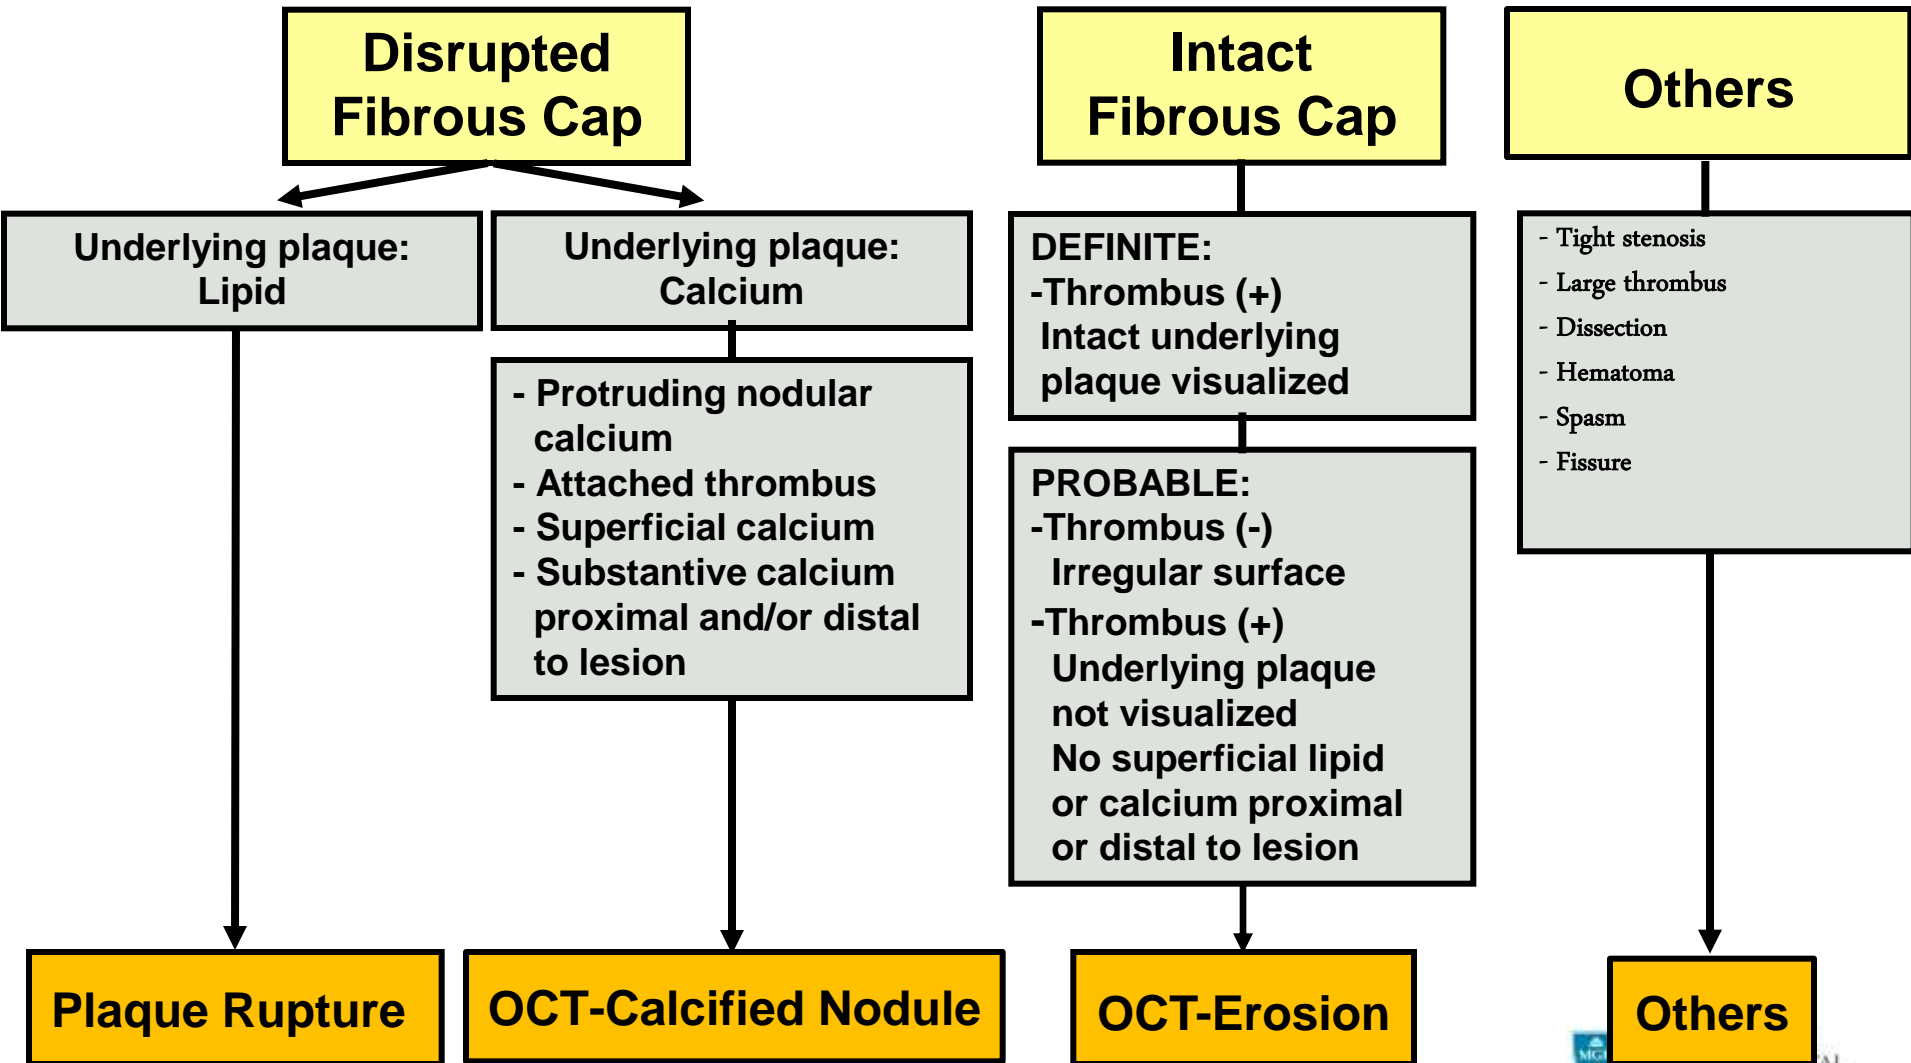 Disrupted
Fibrous Cap
Intact
Fibrous Cap
Others
Underlying plaque:
Lipid
Underlying plaque:
Calcium
- Protruding nodular
calcium
- Attached thrombus
- Superficial calcium
- Substantive calcium
proximal and/or distal
to lesion
DEFINITE:
-Thrombus (+)
Intact underlying
plaque visualized
PROBABLE:
-Thrombus (-)
Irregular surface
-Thrombus (+)
Underlying plaque
not visualized
No superficial lipid
or calcium proximal
or distal to lesion
- Tight stenosis
- Large thrombus
- Dissection
- Hematoma
- Spasm
- Fissure
Plaque Rupture
OCT-Calcified Nodule
OCT-Erosion
Others